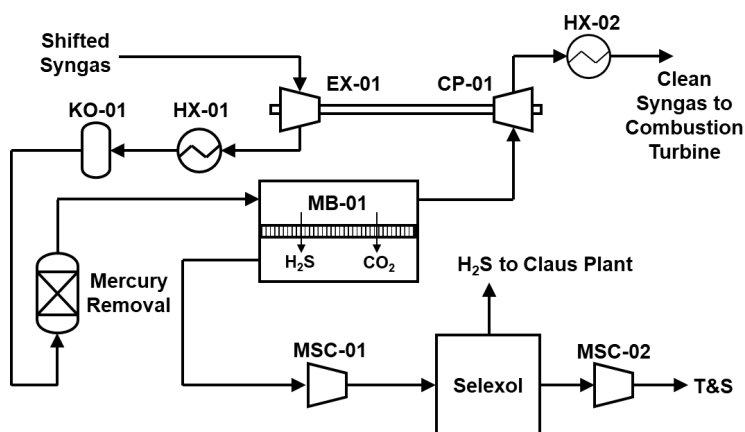 Shifted
Syngas
EX-01
CP-01
HX-02
Clean
Syngas to
Combustion
Turbine
KO-01
HX-01
MB-01
H₂S
CO₂
Mercury
Removal
H₂S to Claus Plant
MSC-01
Selexol
MSC-02
T&S